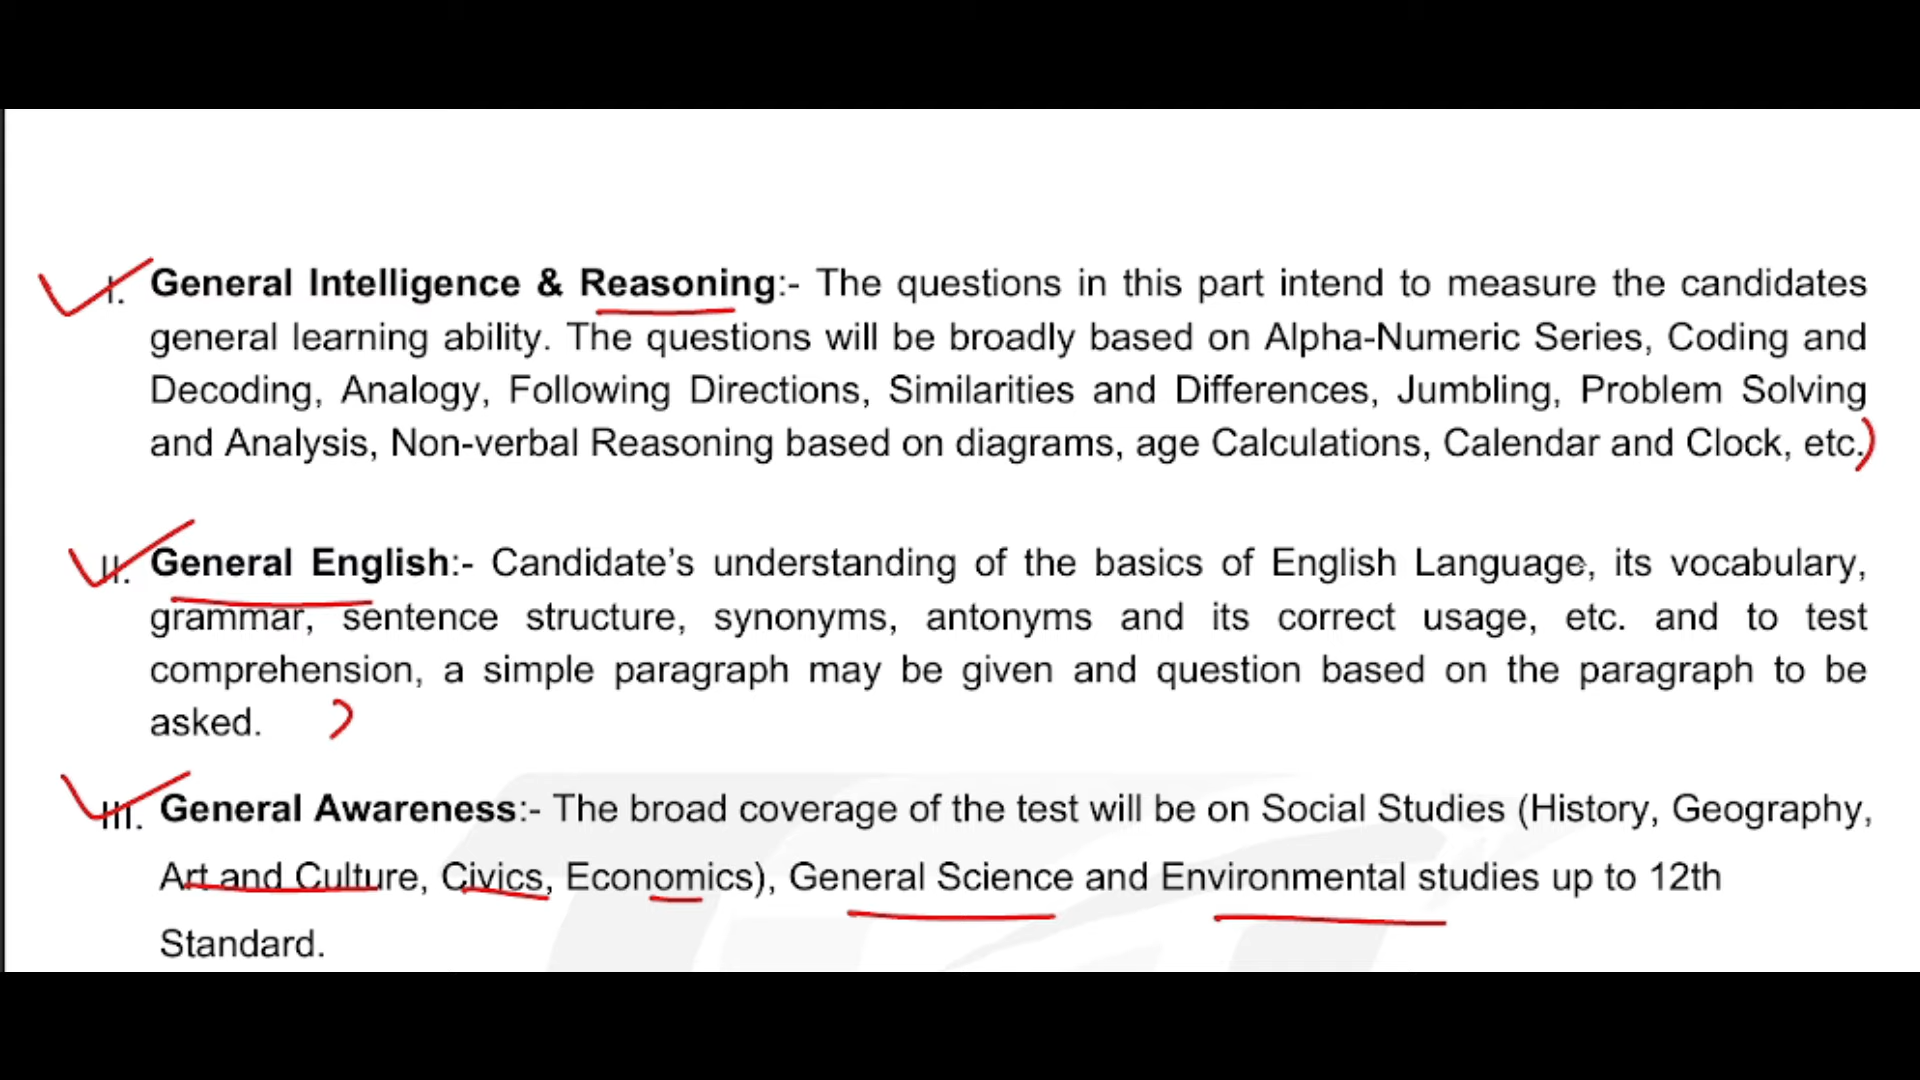 I. General Intelligence & Reasoning:- The questions in this part intend to measure the candidates
general learning ability. The questions will be broadly based on Alpha-Numeric Series, Coding and
Decoding, Analogy, Following Directions, Similarities and Differences, Jumbling, Problem Solving
and Analysis, Non-verbal Reasoning based on diagrams, age Calculations, Calendar and Clock, etc.
II. General English:- Candidate’s understanding of the basics of English Language, its vocabulary,
grammar, sentence structure, synonyms, antonyms and its correct usage, etc. and to test
comprehension, a simple paragraph may be given and question based on the paragraph to be
asked.
III. General Awareness:- The broad coverage of the test will be on Social Studies (History, Geography,
Art and Culture, Civics, Economics), General Science and Environmental studies up to 12th
Standard.